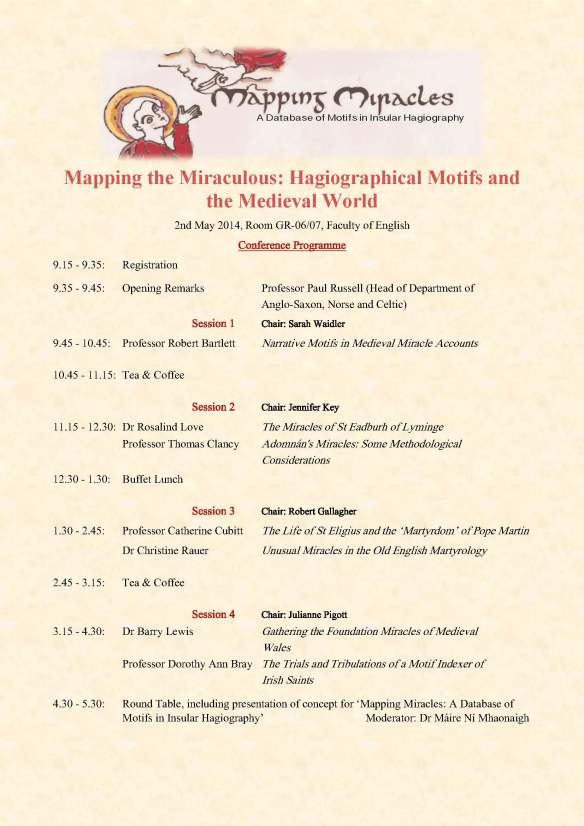 Mapping Miracles
A Database of Motifs in Insular Hagiography
Mapping the Miraculous: Hagiographical Motifs and
the Medieval World
2nd May 2014, Room GR-06/07, Faculty of English
Conference Programme
9.15 - 9.35: Registration
9.35 - 9.45: Opening Remarks Professor Paul Russell (Head of Department of
Anglo-Saxon, Norse and Celtic)
Session 1 Chair: Sarah Waidler
9.45 - 10.45: Professor Robert Bartlett Narrative Motifs in Medieval Miracle Accounts
10.45 - 11.15: Tea & Coffee
Session 2 Chair: Jennifer Key
11.15 - 12.30: Dr Rosalind Love The Miracles of St Eadburh of Lyminge
Professor Thomas Clancy Adomnán's Miracles: Some Methodological
Considerations
12.30 - 1.30: Buffet Lunch
Session 3 Chair: Robert Gallagher
1.30 - 2.45: Professor Catherine Cubitt The Life of St Eligius and the ‘Martyrdom’ of Pope Martin
Dr Christine Rauer Unusual Miracles in the Old English Martyrology
2.45 - 3.15: Tea & Coffee
Session 4 Chair: Julianne Pigott
3.15 - 4.30: Dr Barry Lewis Gathering the Foundation Miracles of Medieval
Wales
Professor Dorothy Ann Bray The Trials and Tribulations of a Motif Indexer of
Irish Saints
4.30 - 5.30: Round Table, including presentation of concept for ‘Mapping Miracles: A Database of
Motifs in Insular Hagiography’ Moderator: Dr Máire Ní Mhaonaigh